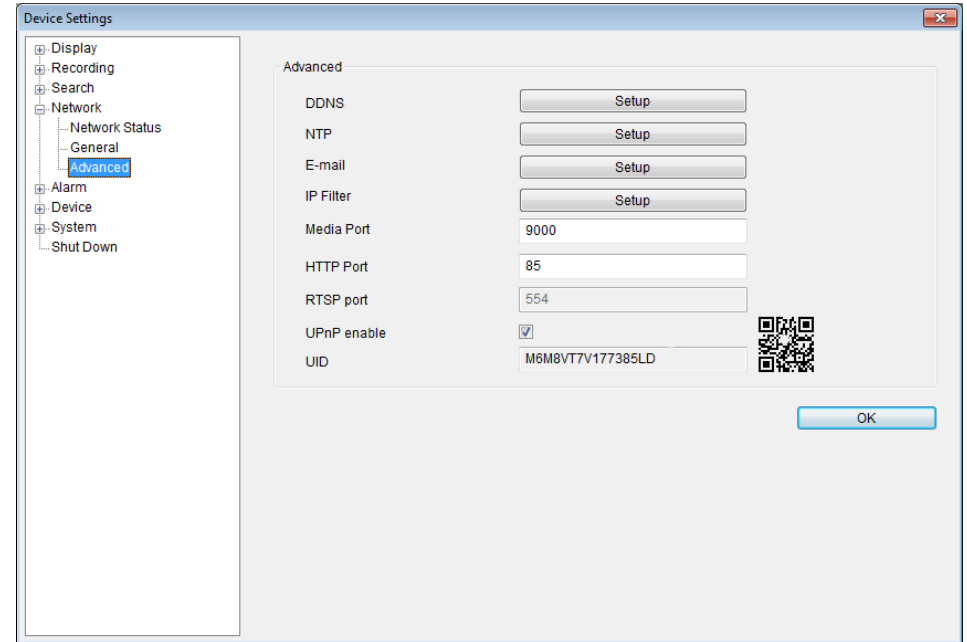 Device Settings
Display
Recording
Search
Network
Network Status
General
Advanced
Alarm
Device
System
Shut Down
Advanced
DDNS Setup
NTP Setup
E-mail Setup
IP Filter Setup
Media Port 9000
HTTP Port 85
RTSP port 554
UPnP enable
UID M6M8VT7V177385LD
OK